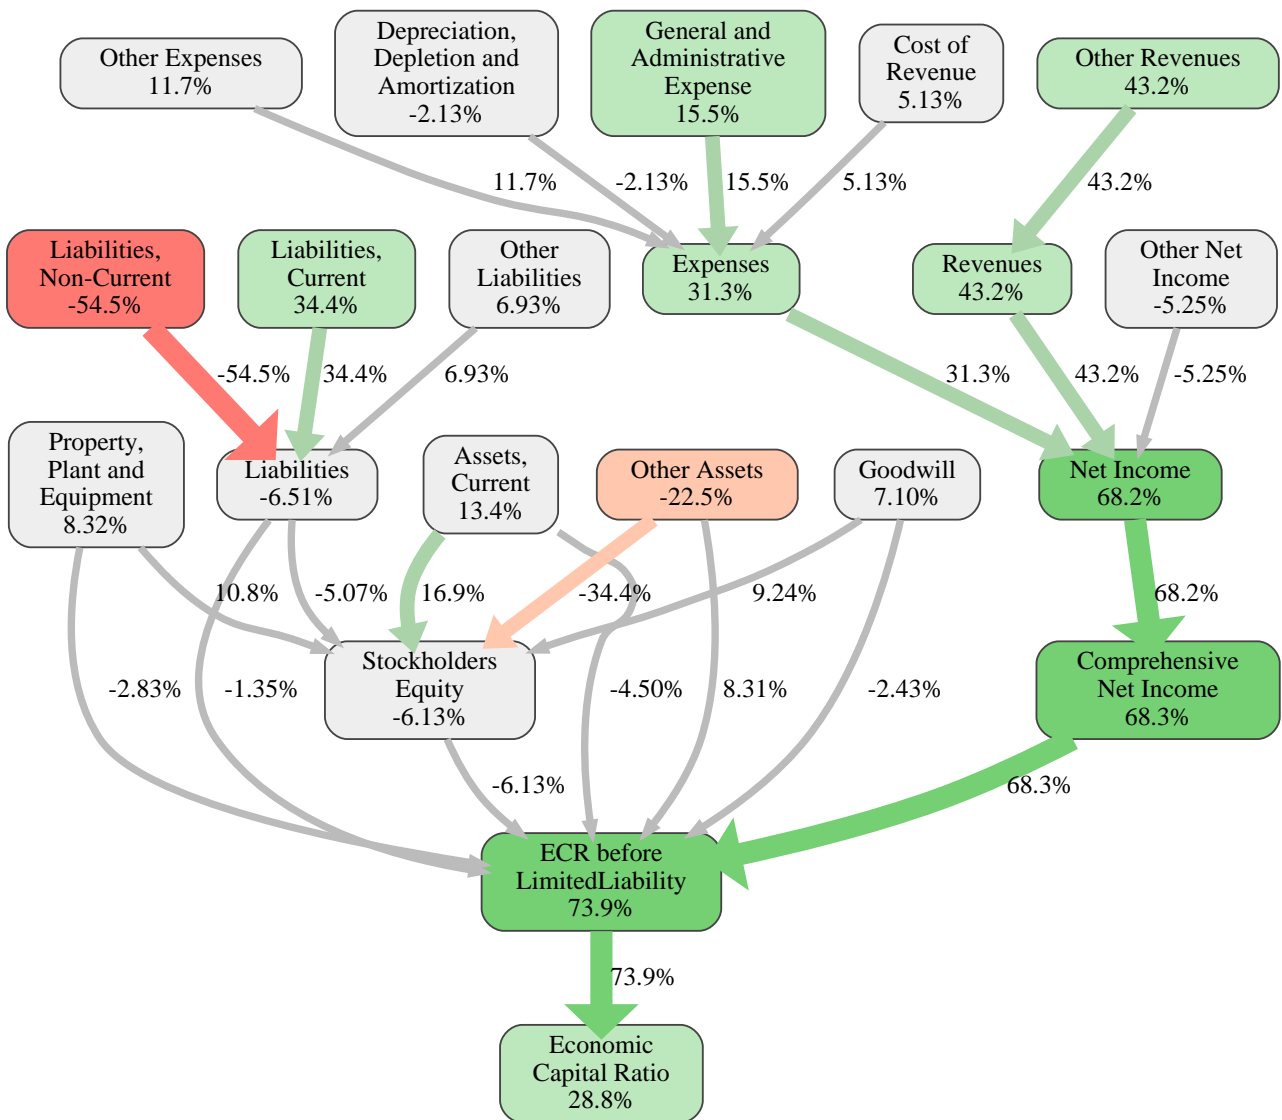 Other Expenses
11.7%
Depreciation,
Depletion and
Amortization
-2.13%
General and
Administrative
Expense
15.5%
Cost of
Revenue
5.13%
Other Revenues
43.2%
11.7%
-2.13%
15.5%
5.13%
43.2%
Liabilities,
Non-Current
-54.5%
Liabilities,
Current
34.4%
Other
Liabilities
6.93%
Expenses
31.3%
Revenues
43.2%
Other Net
Income
-5.25%
-54.5%
34.4%
6.93%
31.3%
43.2%
-5.25%
Property,
Plant and
Equipment
8.32%
Liabilities
-6.51%
Assets,
Current
13.4%
Other Assets
-22.5%
Goodwill
7.10%
Net Income
68.2%
10.8%
-5.07%
16.9%
-34.4%
9.24%
68.2%
Stockholders
Equity
-6.13%
Comprehensive
Net Income
68.3%
-2.83%
-1.35%
-4.50%
8.31%
-2.43%
-6.13%
68.3%
ECR before
LimitedLiability
73.9%
73.9%
Economic
Capital Ratio
28.8%